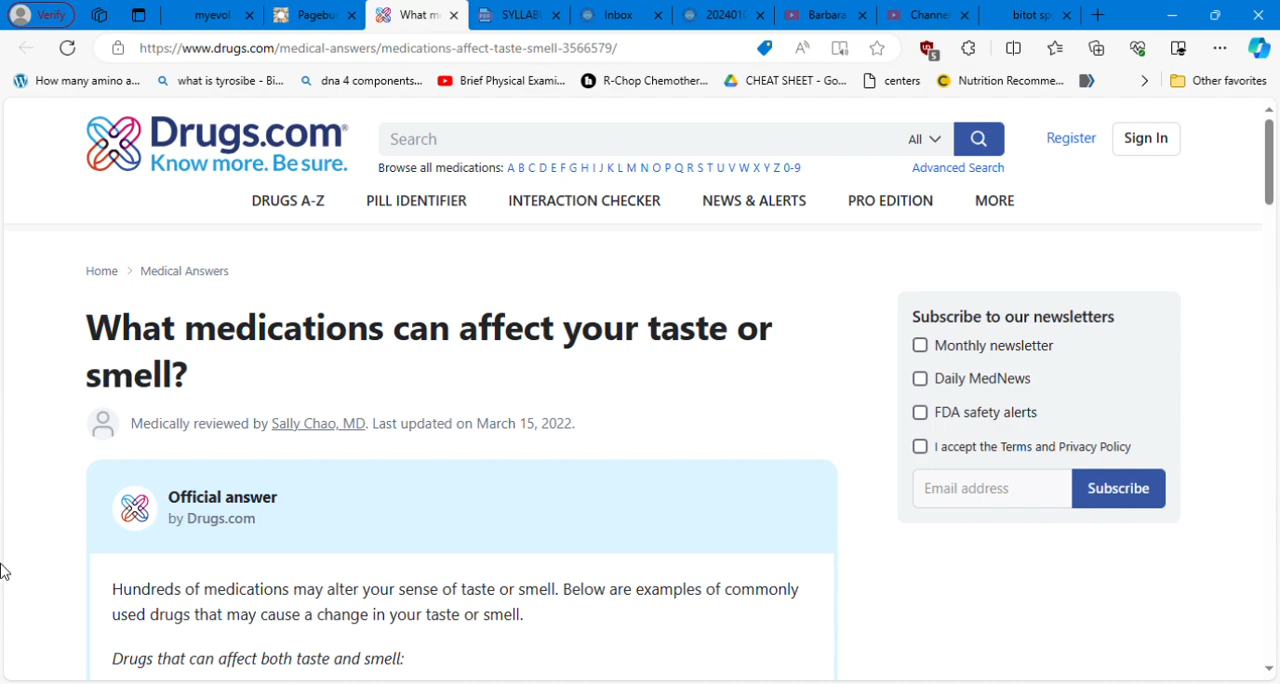 Verify
myevol
Pagebu
What m
SYLLAB
Inbox
2024010
Barbara
Channe
bitot sp
https://www.drugs.com/medical-answers/medications-affect-taste-smell-3566579/
5
How many amino a...
what is tyrosibe - Bi...
dna 4 components...
Brief Physical Exami...
R-Chop Chemother...
CHEAT SHEET - Go...
centers
Nutrition Recomme...
Other favorites
Drugs.com®
Know more. Be sure.
Search
All
Register
Sign In
Browse all medications: A B C D E F G H I J K L M N O P Q R S T U V W X Y Z 0-9
Advanced Search
DRUGS A-Z
PILL IDENTIFIER
INTERACTION CHECKER
NEWS & ALERTS
PRO EDITION
MORE
Home > Medical Answers
What medications can affect your taste or
smell?
Medically reviewed by Sally Chao, MD. Last updated on March 15, 2022.
Official answer
by Drugs.com
Hundreds of medications may alter your sense of taste or smell. Below are examples of commonly
used drugs that may cause a change in your taste or smell.
Drugs that can affect both taste and smell:
Subscribe to our newsletters
Monthly newsletter
Daily MedNews
FDA safety alerts
I accept the Terms and Privacy Policy
Email address
Subscribe